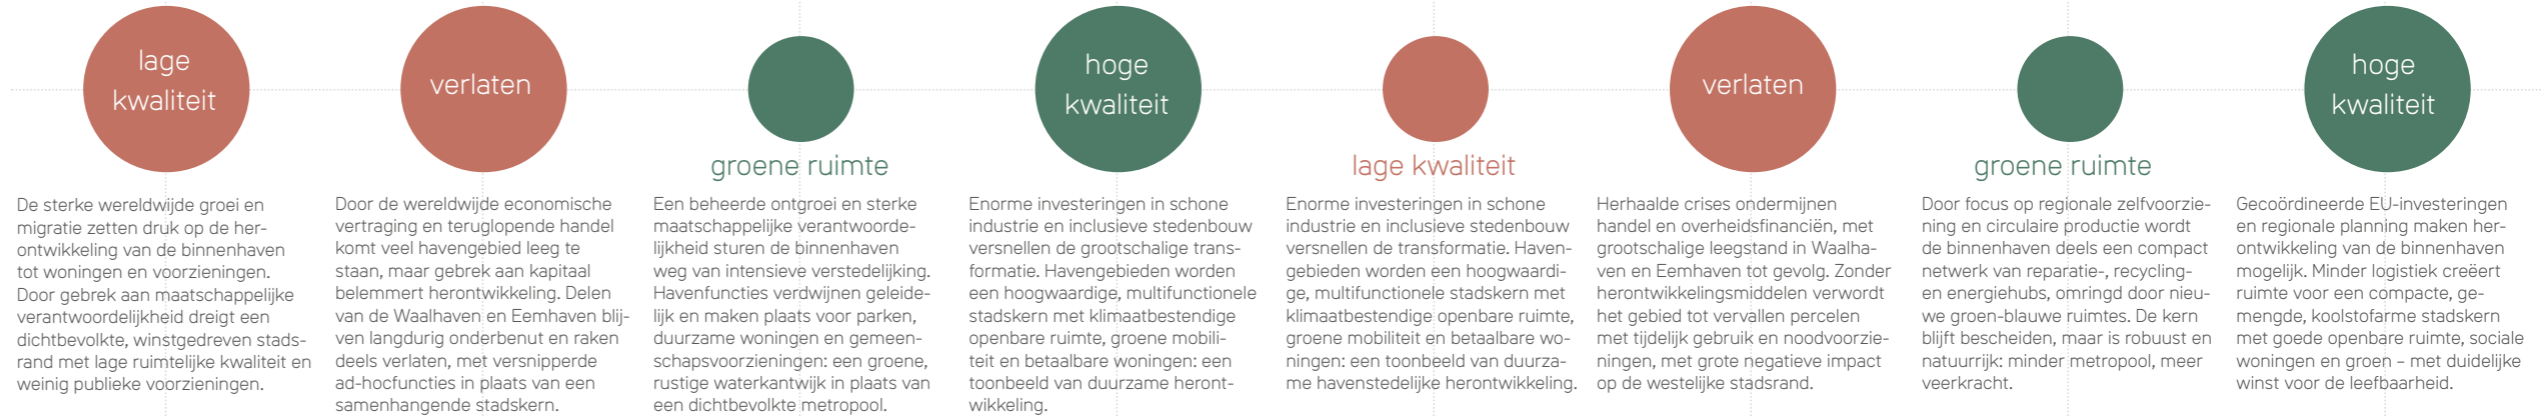 lage
kwaliteit
De sterke wereldwijde groei en
migratie zetten druk op de her-
ontwikkeling van de binnenhaven
tot woningen en voorzieningen.
Door gebrek aan maatschappelijke
verantwoordelijkheid dreigt een
dichtbevolkte, winstgedreven stads-
rand met lage ruimtelijke kwaliteit en
weinig publieke voorzieningen.
verlaten
Door de wereldwijde economische
vertraging en teruglopende handel
komt veel havengebied leeg te
staan, maar gebrek aan kapitaal
belemmert herontwikkeling. Delen
van de Waalhaven en Eemhaven blij-
ven langdurig onderbenut en raken
deels verlaten, met versnipperde
ad-hocfuncties in plaats van een
samenhangende stadskern.
groene ruimte
Een beheerde ontgroei en sterke
maatschappelijke verantwoorde-
lijkheid sturen de binnenhaven
weg van intensieve verstedelijking.
Havenfuncties verdwijnen geleide-
lijk en maken plaats voor parken,
duurzame woningen en gemeen-
schapsvoorzieningen: een groene,
rustige waterkantwijk in plaats van
een dichtbevolkte metropool.
hoge
kwaliteit
Enorme investeringen in schone
industrie en inclusieve stedenbouw
versnellen de grootschalige trans-
formatie. Havengebieden worden
een hoogwaardige, multifunctionele
stadskern met klimaatbestendige
openbare ruimte, groene mobili-
teit en betaalbare woningen: een
toonbeeld van duurzame heront-
wikkeling.
lage kwaliteit
Enorme investeringen in schone
industrie en inclusieve stedenbouw
versnellen de transformatie. Haven-
gebieden worden een hoogwaardi-
ge, multifunctionele stadskern met
klimaatbestendige openbare ruimte,
groene mobiliteit en betaalbare wo-
ningen: een toonbeeld van duurza-
me havenstedelijke herontwikkeling.
verlaten
Herhaalde crises ondermijnen
handel en overheidsfinanciën, met
grootschalige leegstand in Waalha-
ven en Eemhaven tot gevolg. Zonder
herontwikkelingsmiddelen verwordt
het gebied tot vervallen percelen
met tijdelijk gebruik en noodvoorzie-
ningen, met grote negatieve impact
op de westelijke stadsrand.
groene ruimte
Door focus op regionale zelfvoorzie-
ning en circulaire productie wordt
de binnenhaven deels een compact
netwerk van reparatie-, recycling-
en energiehubs, omringd door nieu-
we groen-blauwe ruimtes. De kern
blijft bescheiden, maar is robuust en
natuurrijk: minder metropool, meer
veerkracht.
hoge
kwaliteit
Gecoördineerde EU-investeringen
en regionale planning maken her-
ontwikkeling van de binnenhaven
mogelijk. Minder logistiek creëert
ruimte voor een compacte, ge-
mengde, koolstofarme stadskern
met goede openbare ruimte, sociale
woningen en groen – met duidelijke
winst voor de leefbaarheid.